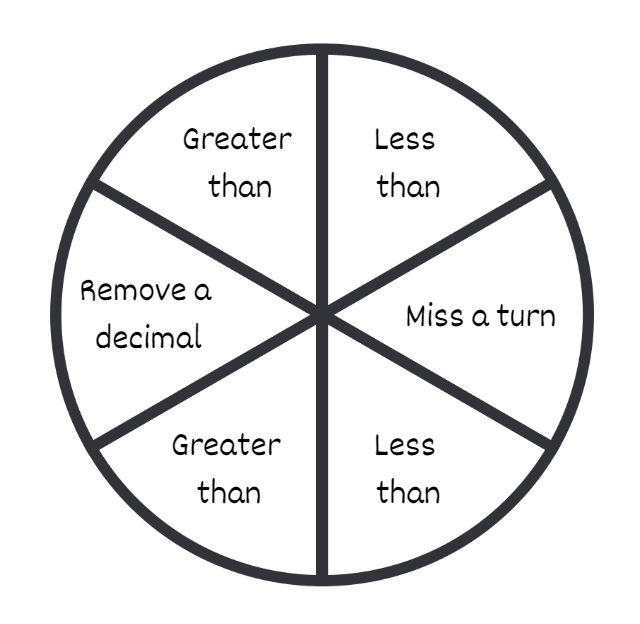 Greater
than
Less
than
Remove a
decimal
Miss a turn
Greater
than
Less
than